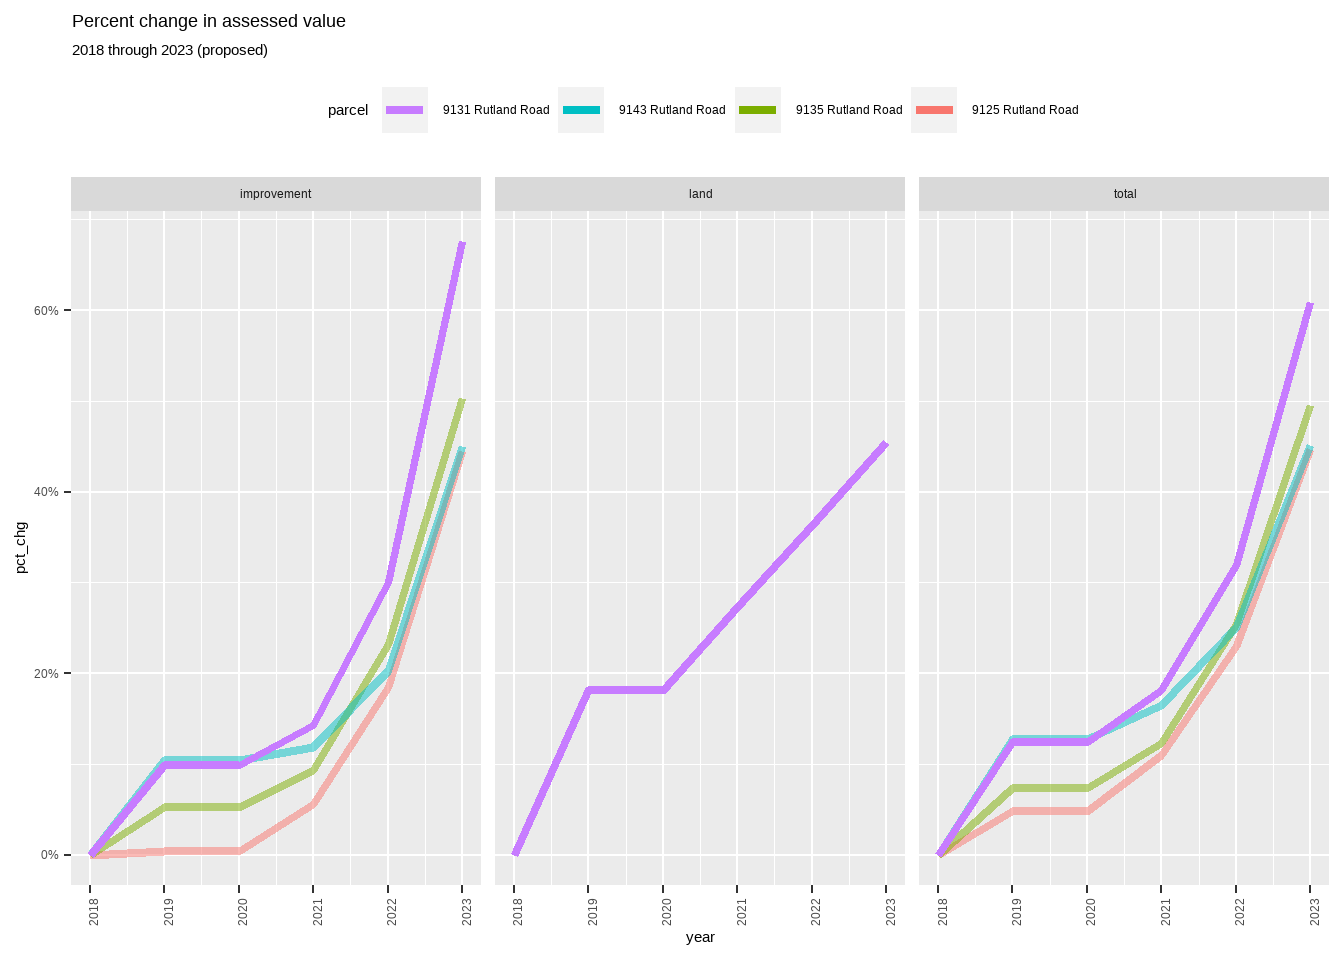 Percent change in assessed value
2018 through 2023 (proposed)
parcel 9131 Rutland Road 9143 Rutland Road 9135 Rutland Road 9125 Rutland Road
improvement land total
60%
40%
20%
0%
pct_chg
2018 2019 2020 2021 2022 2023 2018 2019 2020 2021 2022 2023 2018 2019 2020 2021 2022 2023
year